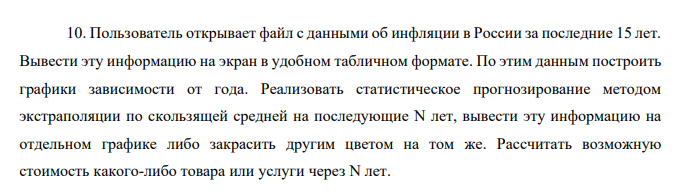 10. Пользователь открывает файл с данными об инфляции в России за последние 15 лет.
Вывести эту информацию на экран в удобном табличном формате. По этим данным построить
графики зависимости от года. Реализовать статистическое прогнозирование методом
экстраполяции по скользящей средней на последующие N лет, вывести эту информацию на
отдельном графике либо закрасить другим цветом на том же. Рассчитать возможную
стоимость какого-либо товара или услуги через N лет.